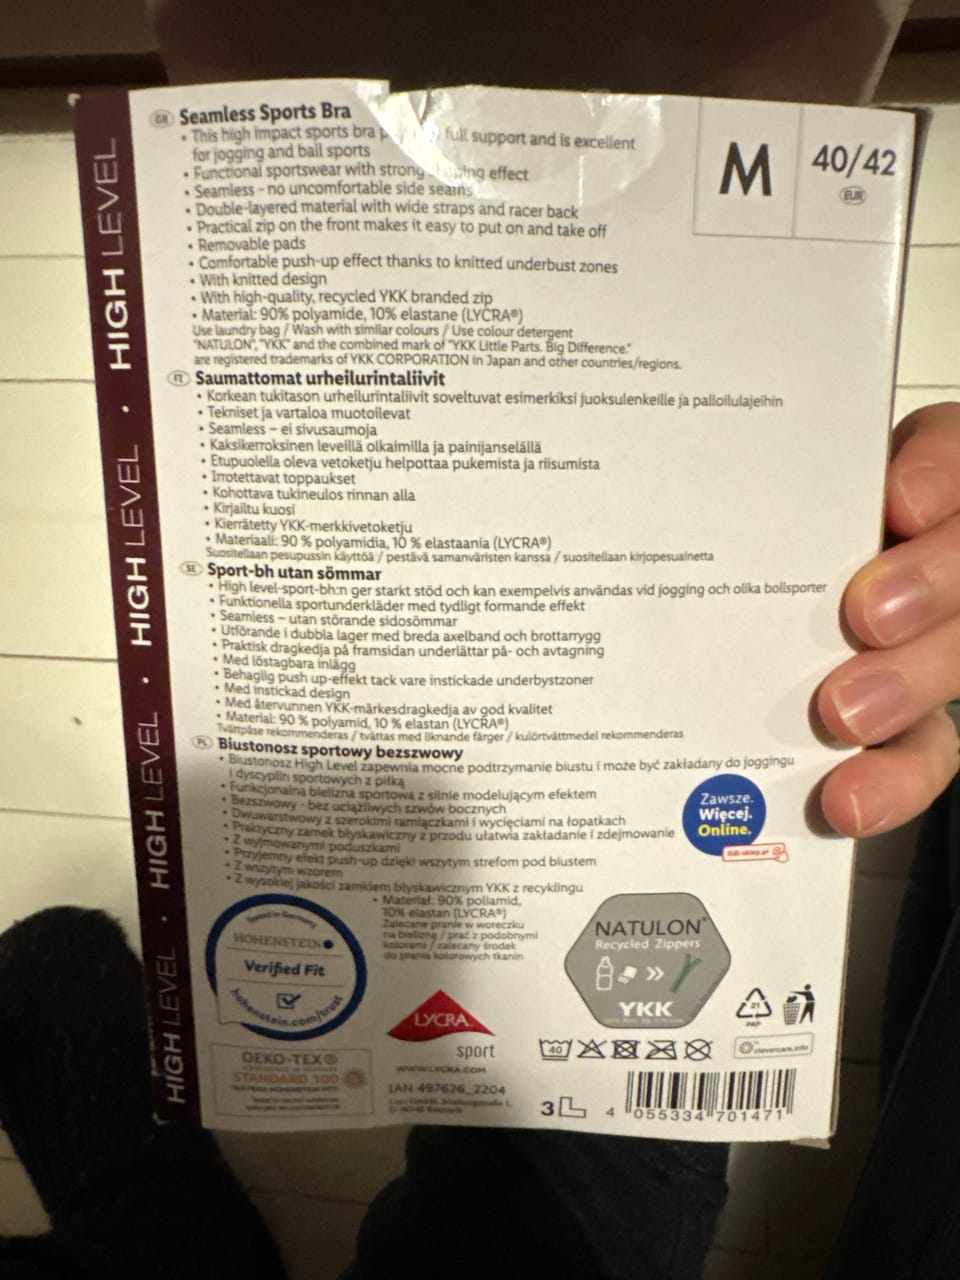 GB Seamless Sports Bra
• This high impact sports bra full support and is excellent
for jogging and ball sports
• Functional sportswear with strong effect
• Seamless - no uncomfortable side seams
• Double-layered material with wide straps and racer back
• Practical zip on the front makes it easy to put on and take off
• Removable pads
• Comfortable push-up effect thanks to knitted underbust zones
• With knitted design
• With high-quality, recycled YKK branded zip
• Material: 90% polyamide, 10% elastane (LYCRA®)
Use laundry bag / Wash with similar colours / Use colour detergent
"NATULON", "YKK" and the combined mark of "YKK Little Parts. Big Difference."
are registered trademarks of YKK CORPORATION in Japan and other countries/regions.
M
40/42
EUR
FI Saumattomat urheilurintaliivit
• Korkean tukitason urheilurintaliivit soveltuvat esimerkiksi juoksulenkeille ja palloilulajeihin
• Tekniset ja vartaloa muotoilevat
• Seamless – ei sivusaumoja
• Kaksikerroksinen leveillä olkaimilla ja painijanselällä
• Etupuolella oleva vetoketju helpottaa pukemista ja riisumista
• Irrotettavat toppaukset
• Kohottava tukineulos rinnan alla
• Kirjailtu kuosi
• Kierrätetty YKK-merkkivetoketju
• Materiaali: 90 % polyamidia, 10 % elastaania (LYCRA®)
Suositellaan pesupussin käyttöä / pestävä samanväristen kanssa / suositellaan kirjopesuainetta
SE Sport-bh utan sömmar
• High level-sport-bh:n ger starkt stöd och kan exempelvis användas vid jogging och olika bollsporter
• Funktionella sportunderkläder med tydligt formande effekt
• Seamless – utan störande sidosömmar
• Utförande i dubbla lager med breda axelband och brottarrygg
• Praktisk dragkedja på framsidan underlättar på- och avtagning
• Med löstagbara inlägg
• Behaglig push up-effekt tack vare instickade underbystzoner
• Med instickad design
• Med återvunnen YKK-märkesdragkedja av god kvalitet
• Material: 90 % polyamid, 10 % elastan (LYCRA®)
Tvättpåse rekommenderas / tvättas med liknande färger / kulörtvättmedel rekommenderas
PL Biustonosz sportowy bezszwowy
• Biustonosz High Level zapewnia mocne podtrzymanie biustu i może być zakładany do joggingu
i dyscyplin sportowych z piłką
• Funkcjonalna bielizna sportowa z silnie modelującym efektem
• Bezszwowy - bez uciążliwych szwów bocznych
• Dwuwarstwowy z szerokimi ramiączkami i wycięciami na łopatkach
• Praktyczny zamek błyskawiczny z przodu ułatwia zakładanie i zdejmowanie
• Z wyjmowanymi poduszkami
• Przyjemny efekt push-up dzięki wszytym strefom pod biustem
• Z wszytym wzorem
• Z wysokiej jakości zamkiem błyskawicznym YKK z recyklingu
• Materiał: 90% poliamid,
10% elastan (LYCRA®)
Zalecane pranie w woreczku
na bieliznę / prać z podobnymi
kolorami / zalecany środek
do prania kolorowych tkanin
Zawsze.
Więcej.
Online.
lidl-sklep.pl
Tested in Germany
HOHENSTEIN
Verified Fit
hohenstein.com/trust
LYCRA
sport
WWW.LYCRA.COM
NATULON®
Recycled Zippers
YKK
21
PAP
OEKO-TEX®
STANDARD 100
IAN 497626_2204
40
clevercare.info
3
4 055334 701471
HIGH LEVEL • HIGH LEVEL • HIGH LEVEL • HIGH LEVEL